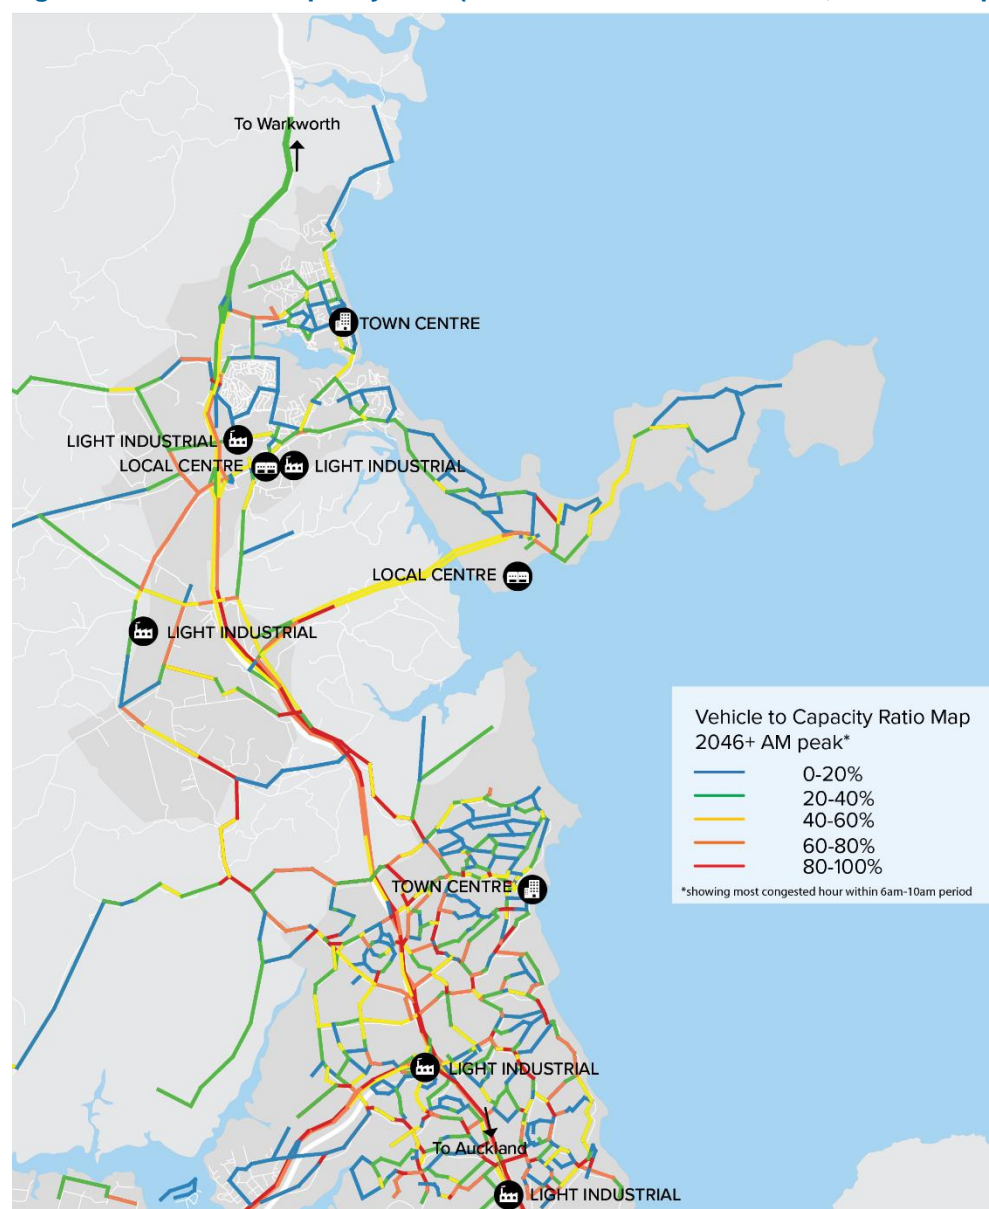 To Warkworth
TOWN CENTRE
LIGHT INDUSTRIAL
LOCAL CENTRE
LIGHT INDUSTRIAL
LOCAL CENTRE
LIGHT INDUSTRIAL
Vehicle to Capacity Ratio Map
2046+ AM peak*
0-20%
20-40%
40-60%
60-80%
80-100%
*showing most congested hour within 6am-10am period
TOWN CENTRE
LIGHT INDUSTRIAL
To Auckland
LIGHT INDUSTRIAL